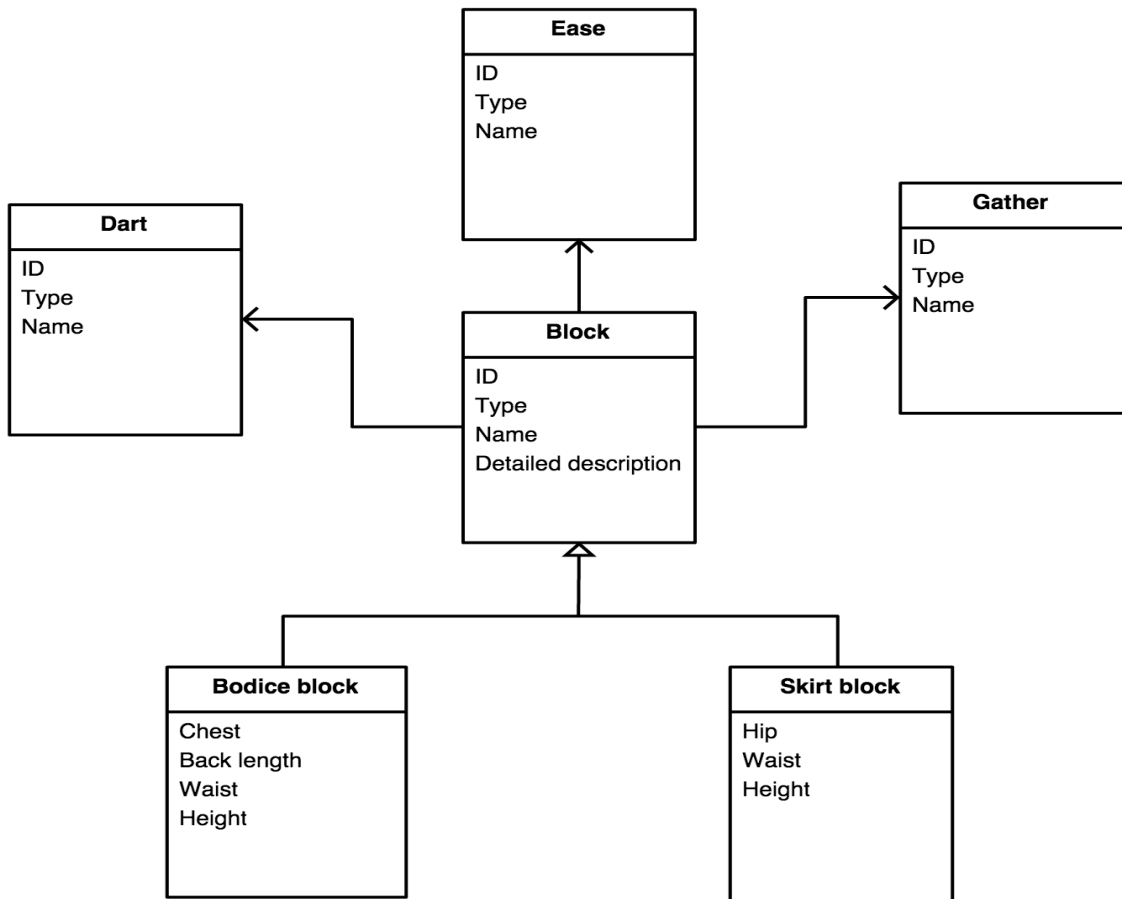 Ease
ID
Type
Name
Dart
ID
Type
Name
Gather
ID
Type
Name
Block
ID
Type
Name
Detailed description
Bodice block
Chest
Back length
Waist
Height
Skirt block
Hip
Waist
Height